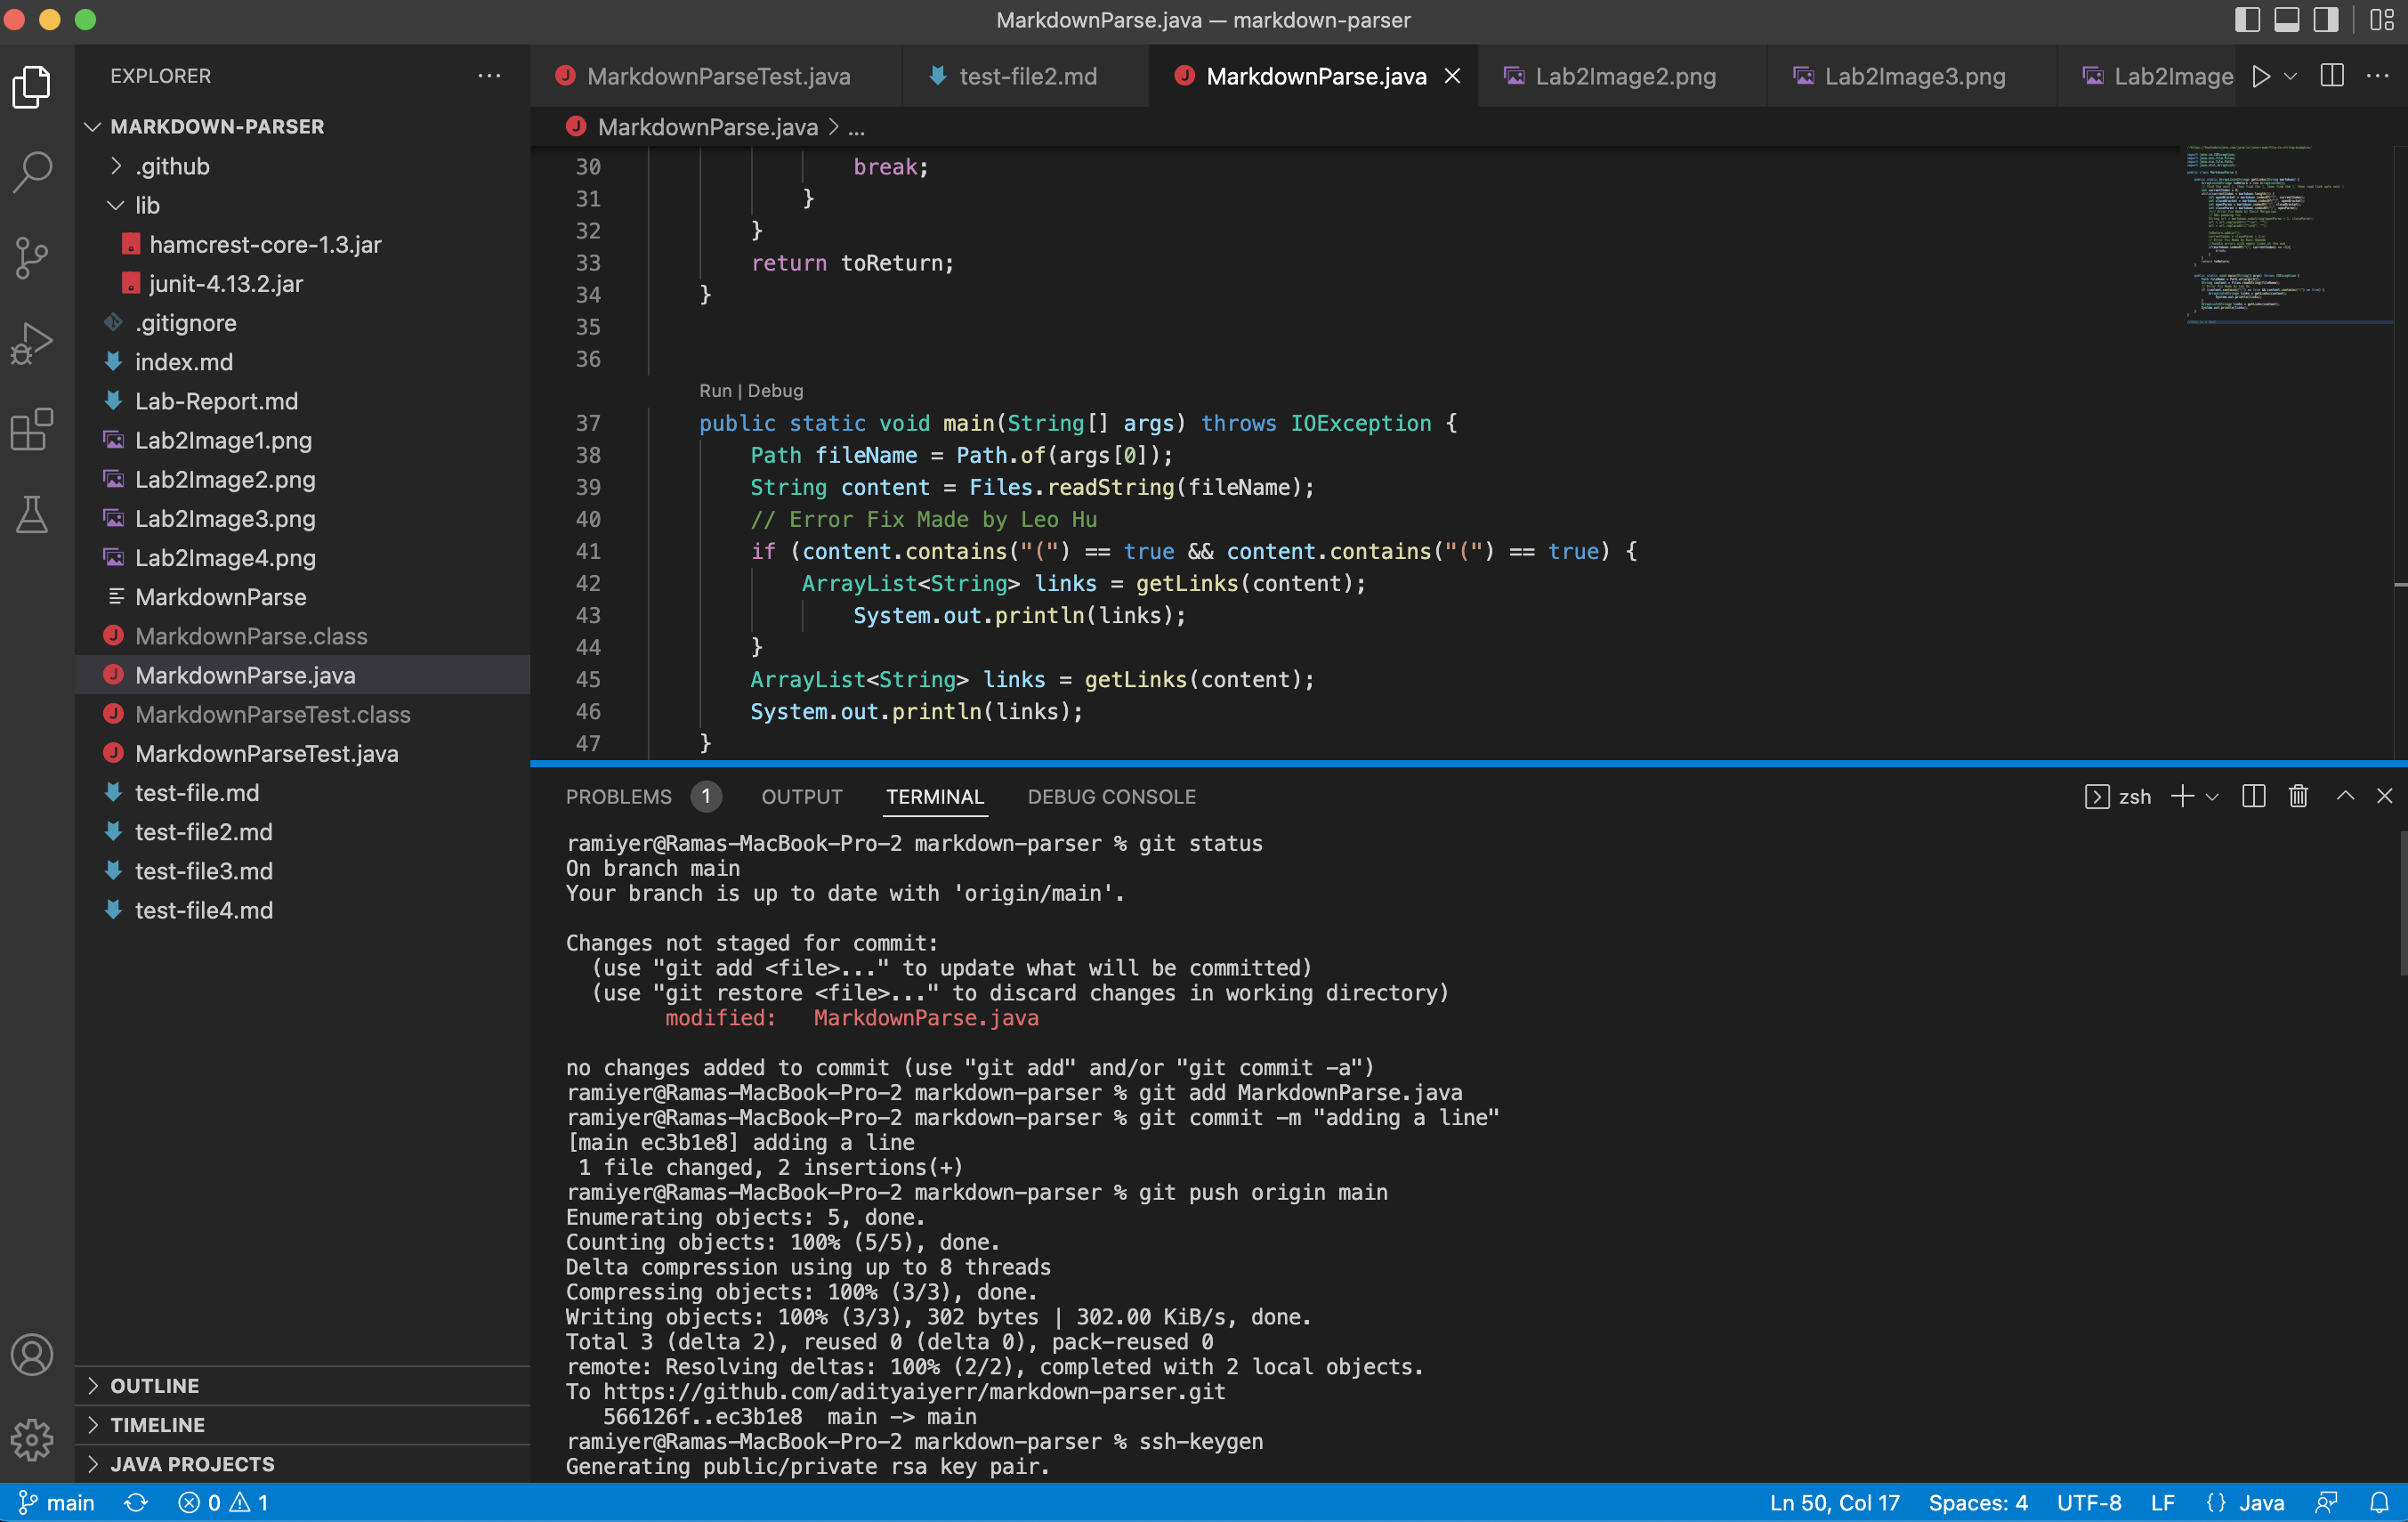 MarkdownParse.java — markdown-parser
EXPLORER
MARKDOWN-PARSER
.github
lib
hamcrest-core-1.3.jar
junit-4.13.2.jar
.gitignore
index.md
Lab-Report.md
Lab2Image1.png
Lab2Image2.png
Lab2Image3.png
Lab2Image4.png
MarkdownParse
MarkdownParse.class
MarkdownParse.java
MarkdownParseTest.class
MarkdownParseTest.java
test-file.md
test-file2.md
test-file3.md
test-file4.md
OUTLINE
TIMELINE
JAVA PROJECTS
MarkdownParseTest.java test-file2.md MarkdownParse.java Lab2Image2.png Lab2Image3.png Lab2Image
MarkdownParse.java > ...
30 break;
31 }
32 }
33 return toReturn;
34 }
35
36
Run | Debug
37 public static void main(String[] args) throws IOException {
38 Path fileName = Path.of(args[0]);
39 String content = Files.readString(fileName);
40 // Error Fix Made by Leo Hu
41 if (content.contains("(") == true && content.contains("(") == true) {
42 ArrayList<String> links = getLinks(content);
43 System.out.println(links);
44 }
45 ArrayList<String> links = getLinks(content);
46 System.out.println(links);
47 }
PROBLEMS 1 OUTPUT TERMINAL DEBUG CONSOLE zsh
ramiyer@Ramas-MacBook-Pro-2 markdown-parser % git status
On branch main
Your branch is up to date with 'origin/main'.
Changes not staged for commit:
(use "git add <file>..." to update what will be committed)
(use "git restore <file>..." to discard changes in working directory)
modified: MarkdownParse.java
no changes added to commit (use "git add" and/or "git commit -a")
ramiyer@Ramas-MacBook-Pro-2 markdown-parser % git add MarkdownParse.java
ramiyer@Ramas-MacBook-Pro-2 markdown-parser % git commit -m "adding a line"
[main ec3b1e8] adding a line
1 file changed, 2 insertions(+)
ramiyer@Ramas-MacBook-Pro-2 markdown-parser % git push origin main
Enumerating objects: 5, done.
Counting objects: 100% (5/5), done.
Delta compression using up to 8 threads
Compressing objects: 100% (3/3), done.
Writing objects: 100% (3/3), 302 bytes | 302.00 KiB/s, done.
Total 3 (delta 2), reused 0 (delta 0), pack-reused 0
remote: Resolving deltas: 100% (2/2), completed with 2 local objects.
To https://github.com/adityaiyerr/markdown-parser.git
566126f..ec3b1e8 main -> main
ramiyer@Ramas-MacBook-Pro-2 markdown-parser % ssh-keygen
Generating public/private rsa key pair.
main 0 1 Ln 50, Col 17 Spaces: 4 UTF-8 LF {} Java